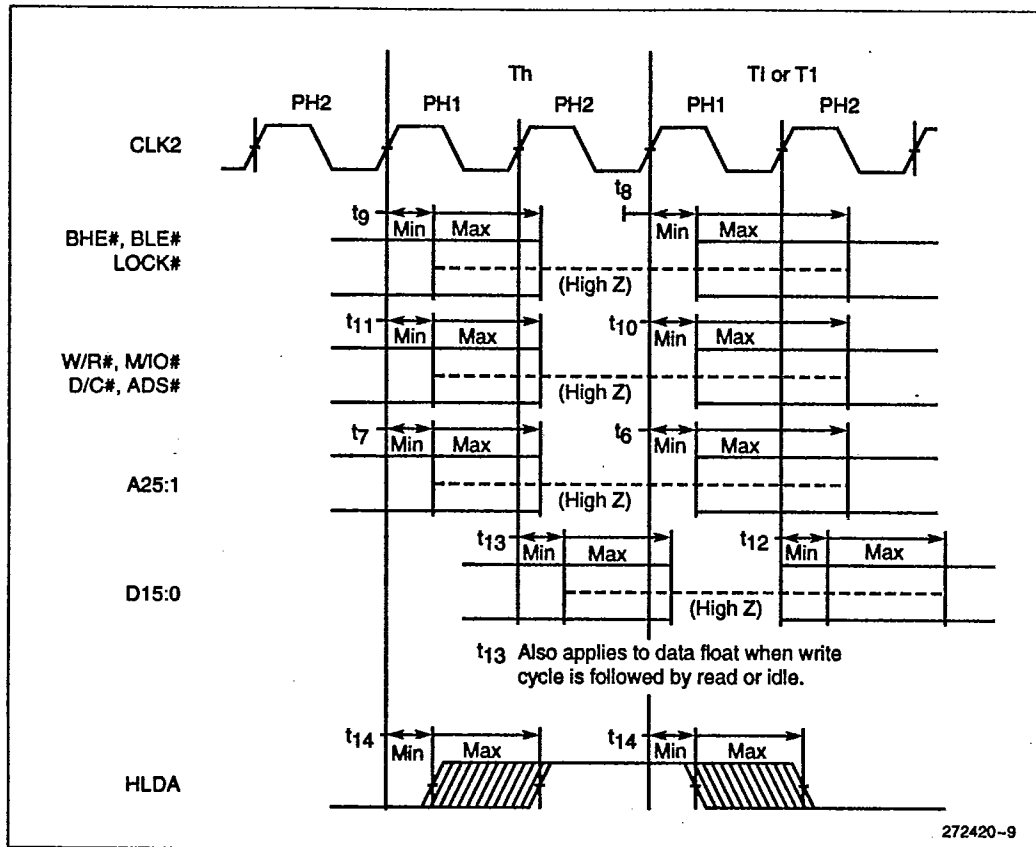 Th TI or T1
PH2 PH1 PH2 PH1 PH2
CLK2
t8
t9 Min Max Min Max
BHE#, BLE#
LOCK#
(High Z)
t11 Min Max t10 Min Max
W/R#, M/IO#
D/C#, ADS#
(High Z)
t7 Min Max t6 Min Max
A25:1
(High Z)
t13 Min Max t12 Min Max
D15:0
(High Z)
t13 Also applies to data float when write
cycle is followed by read or idle.
t14 Min Max t14 Min Max
HLDA
272420-9